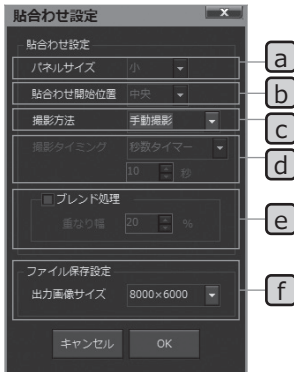 貼合わせ設定
x
貼合わせ設定
パネルサイズ 小 a
貼合わせ開始位置 中央 b
撮影方法 手動撮影 c
撮影タイミング 秒数タイマー
10 秒 d
ブレンド処理
重なり幅 20 % e
ファイル保存設定
出力画像サイズ 8000×6000 f
キャンセル OK